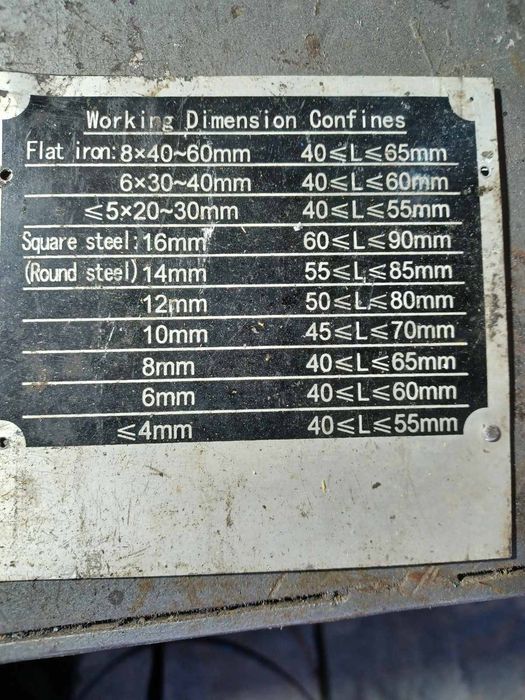 Working Dimension Confines
Flat iron: 8×40~60mm 40≤L≤65mm
6×30~40mm 40≤L≤60mm
≤5×20~30mm 40≤L≤55mm
Square steel: 16mm 60≤L≤90mm
(Round steel) 14mm 55≤L≤85mm
12mm 50≤L≤80mm
10mm 45≤L≤70mm
8mm 40≤L≤65mm
6mm 40≤L≤60mm
≤4mm 40≤L≤55mm